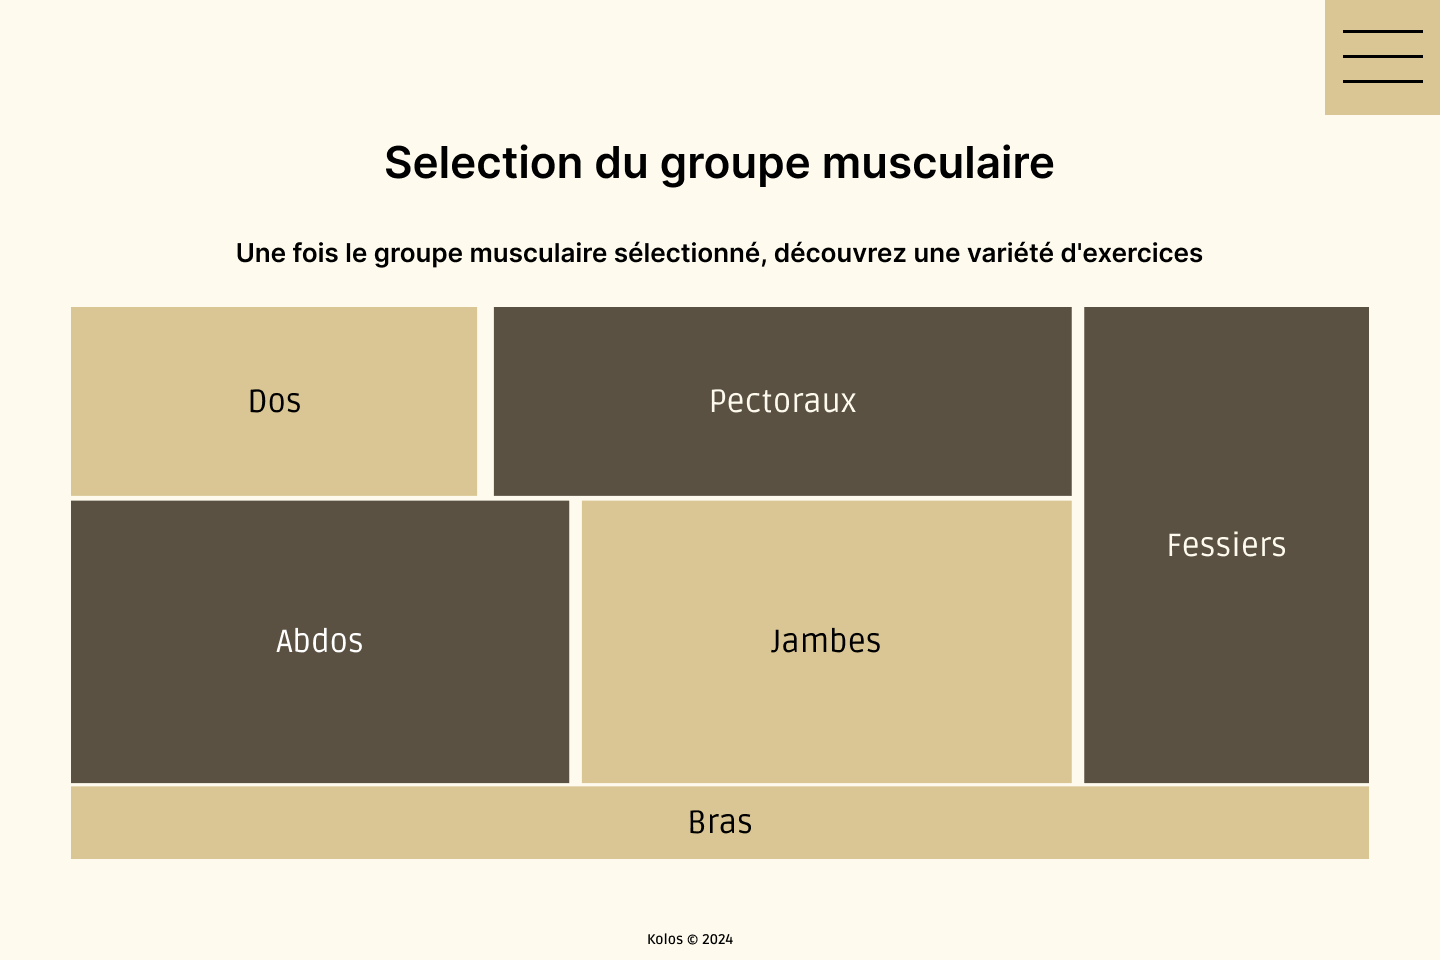 Selection du groupe musculaire
Une fois le groupe musculaire sélectionné, découvrez une variété d'exercices
Dos
Pectoraux
Fessiers
Abdos
Jambes
Bras
Kolos © 2024